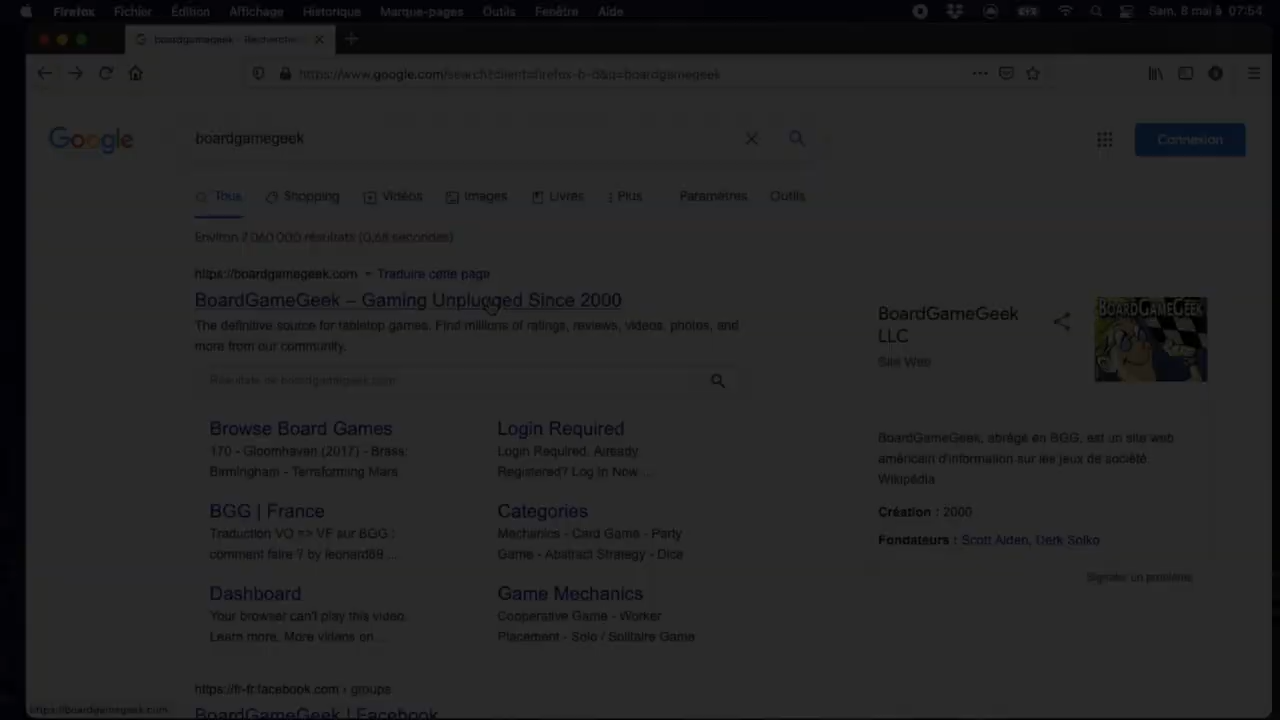 Firefox Fichier Édition Affichage Historique Marque-pages Outils Fenêtre Aide Sam. 8 mai à 07:54
boardgamegeek - Recherche
https://www.google.com/search?client=firefox-b-d&q=boardgamegeek
Google boardgamegeek Connexion
Tous Shopping Vidéos Images Livres Plus Paramètres Outils
Environ 7 060 000 résultats (0,68 secondes)
https://boardgamegeek.com Traduire cette page
BoardGameGeek – Gaming Unplugged Since 2000
The definitive source for tabletop games. Find millions of ratings, reviews, videos, photos, and
more from our community.
Résultats de boardgamegeek.com
Browse Board Games
170 - Gloomhaven (2017) - Brass:
Birmingham - Terraforming Mars
Login Required
Login Required. Already
Registered? Log In Now ...
BGG | France
Traduction VO => VF sur BGG :
comment faire ? by leonard69 ...
Categories
Mechanics - Card Game - Party
Game - Abstract Strategy - Dice
Dashboard
Your browser can't play this video.
Learn more. More videos on ...
Game Mechanics
Cooperative Game - Worker
Placement - Solo / Solitaire Game
https://fr-fr.facebook.com › groups
BoardGameGeek | Facebook
BoardGameGeek
LLC
Site Web
BOARDGAMEGEEK
BoardGameGeek, abrégé en BGG, est un site web
américain d'information sur les jeux de société.
Wikipédia
Création : 2000
Fondateurs : Scott Alden, Derk Solko
Signaler un problème
https://boardgamegeek.com